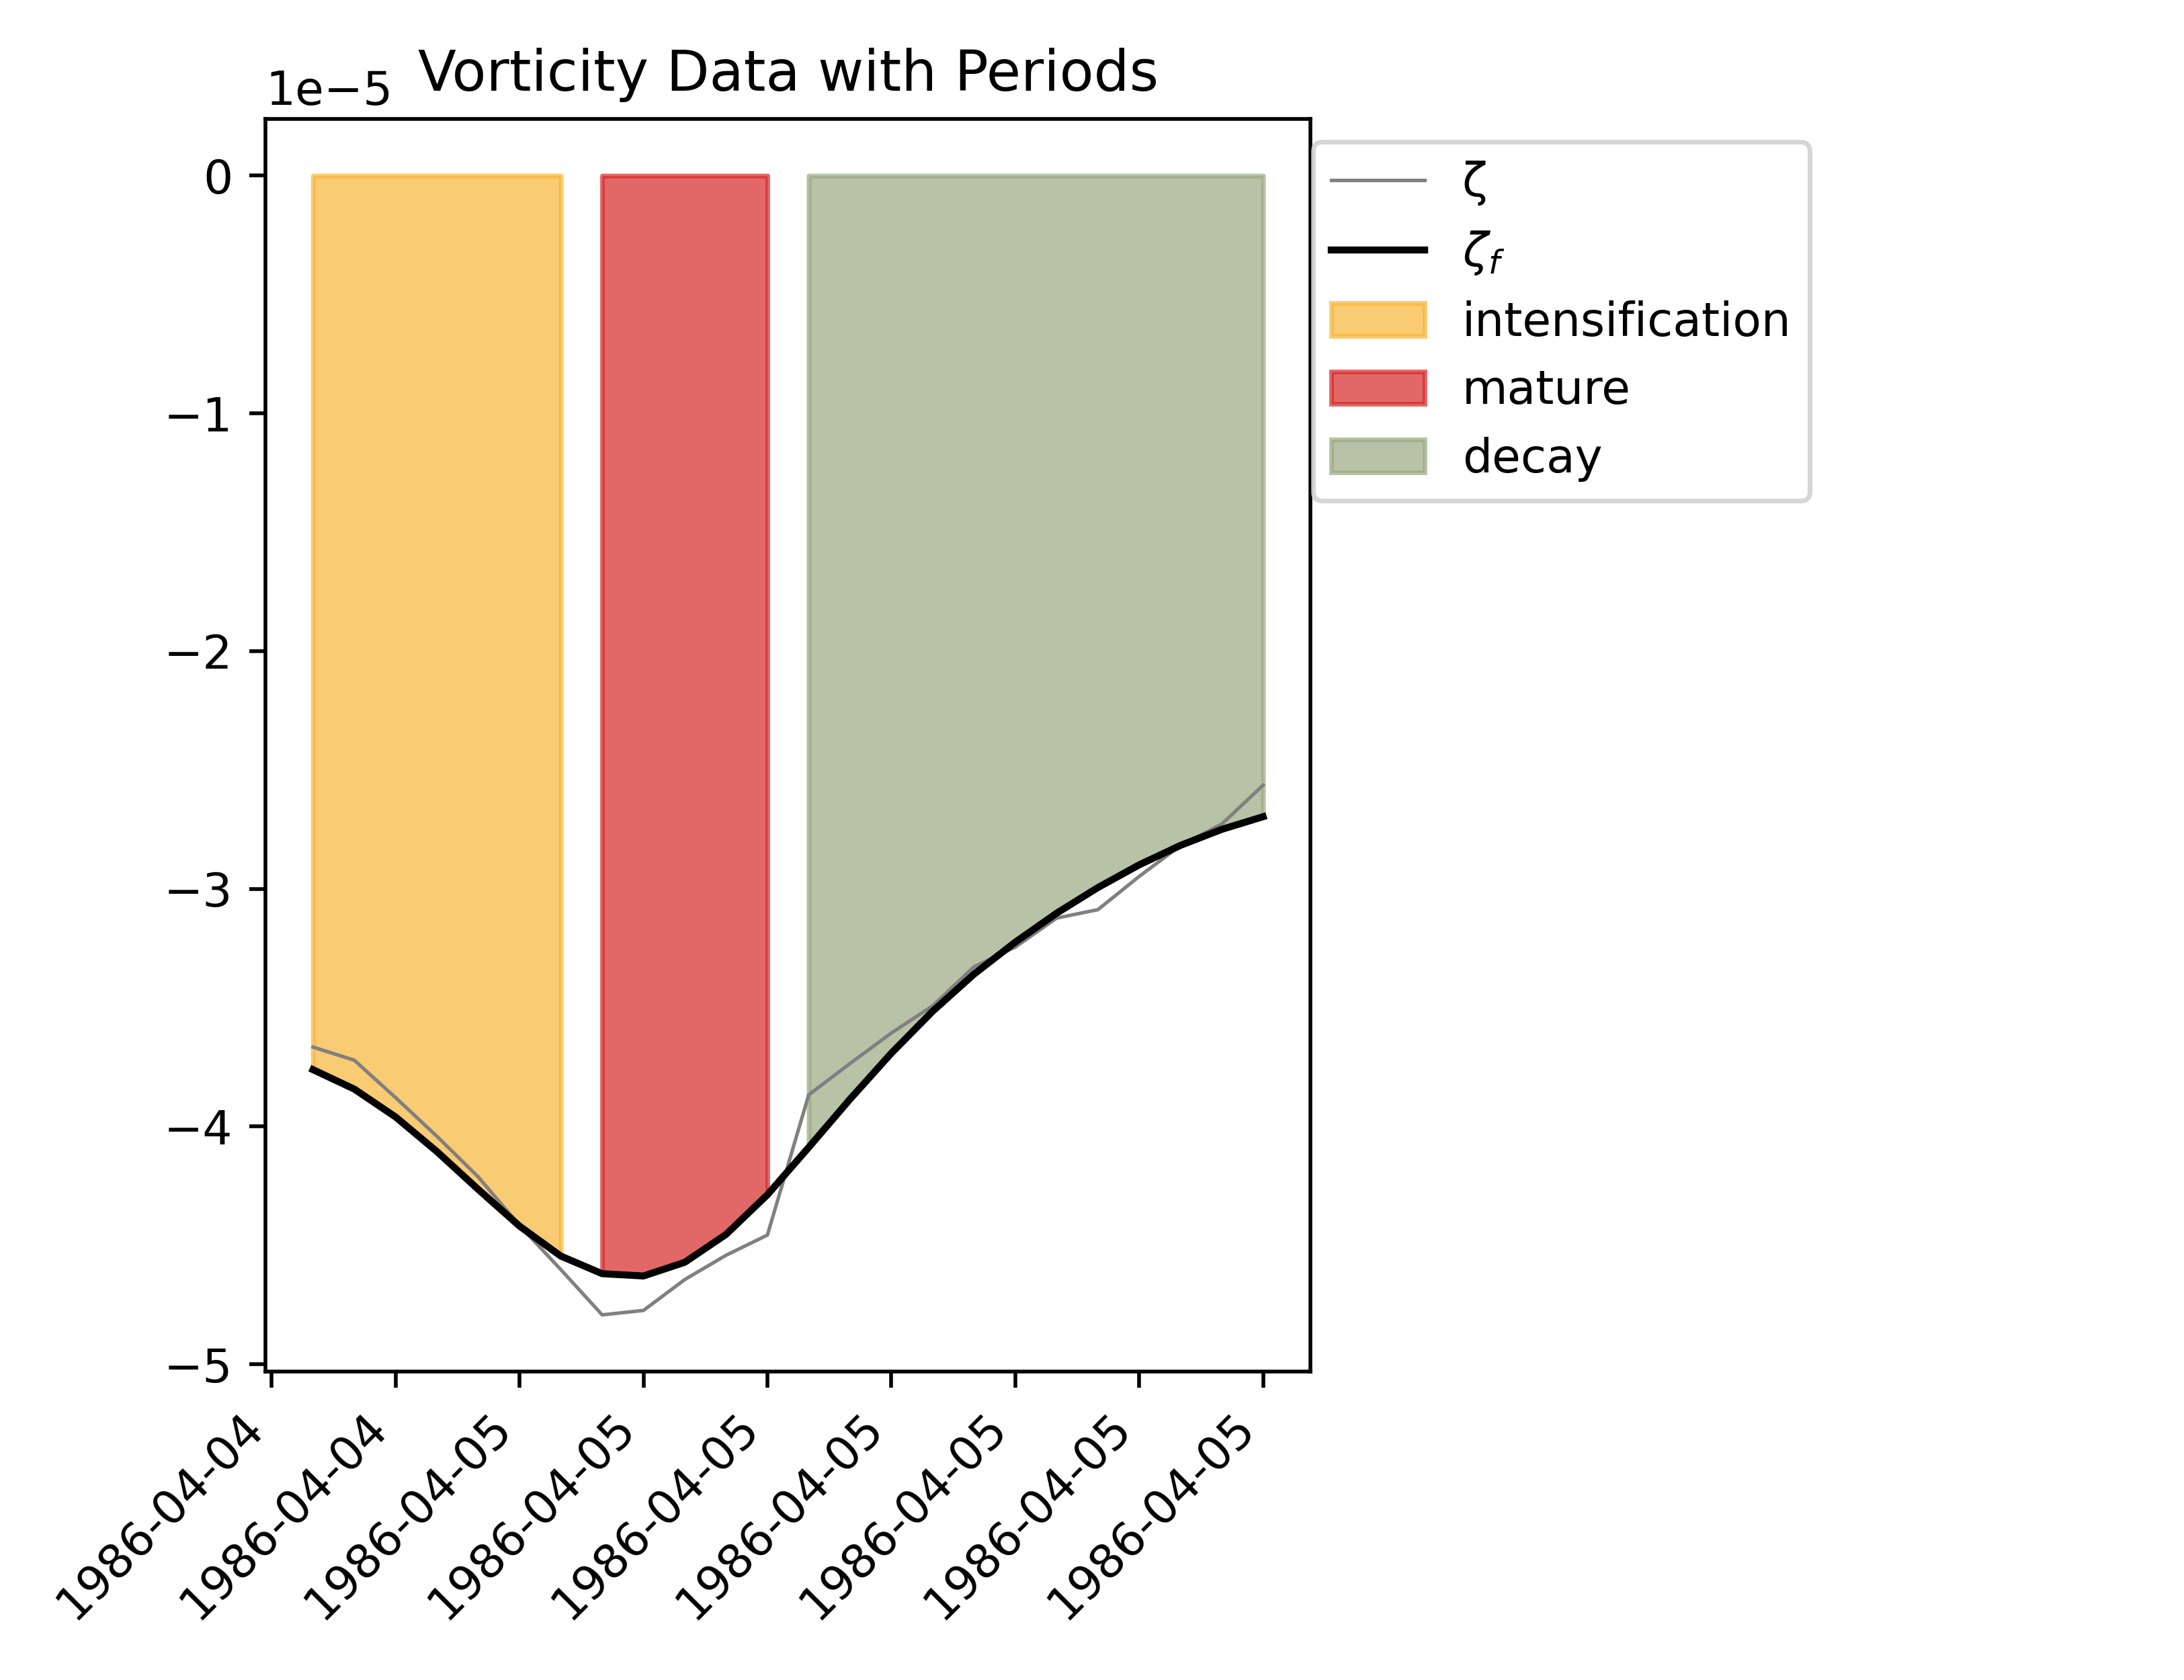 Vorticity Data with Periods
1e−5
0
−1
−2
−3
−4
−5
1986-04-04
1986-04-04
1986-04-05
1986-04-05
1986-04-05
1986-04-05
1986-04-05
1986-04-05
1986-04-05
ζ
ζf
intensification
mature
decay